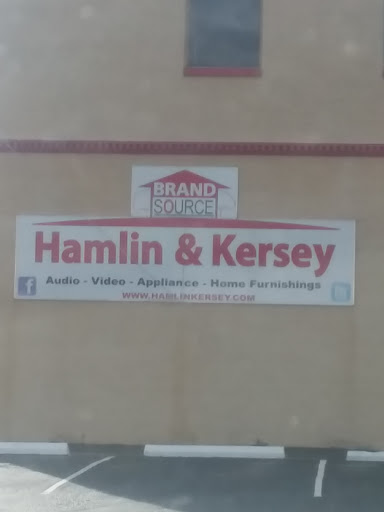 BRAND
SOURCE
Hamlin & Kersey
Audio - Video - Appliance - Home Furnishings
WWW.HAMLINKERSEY.COM
f